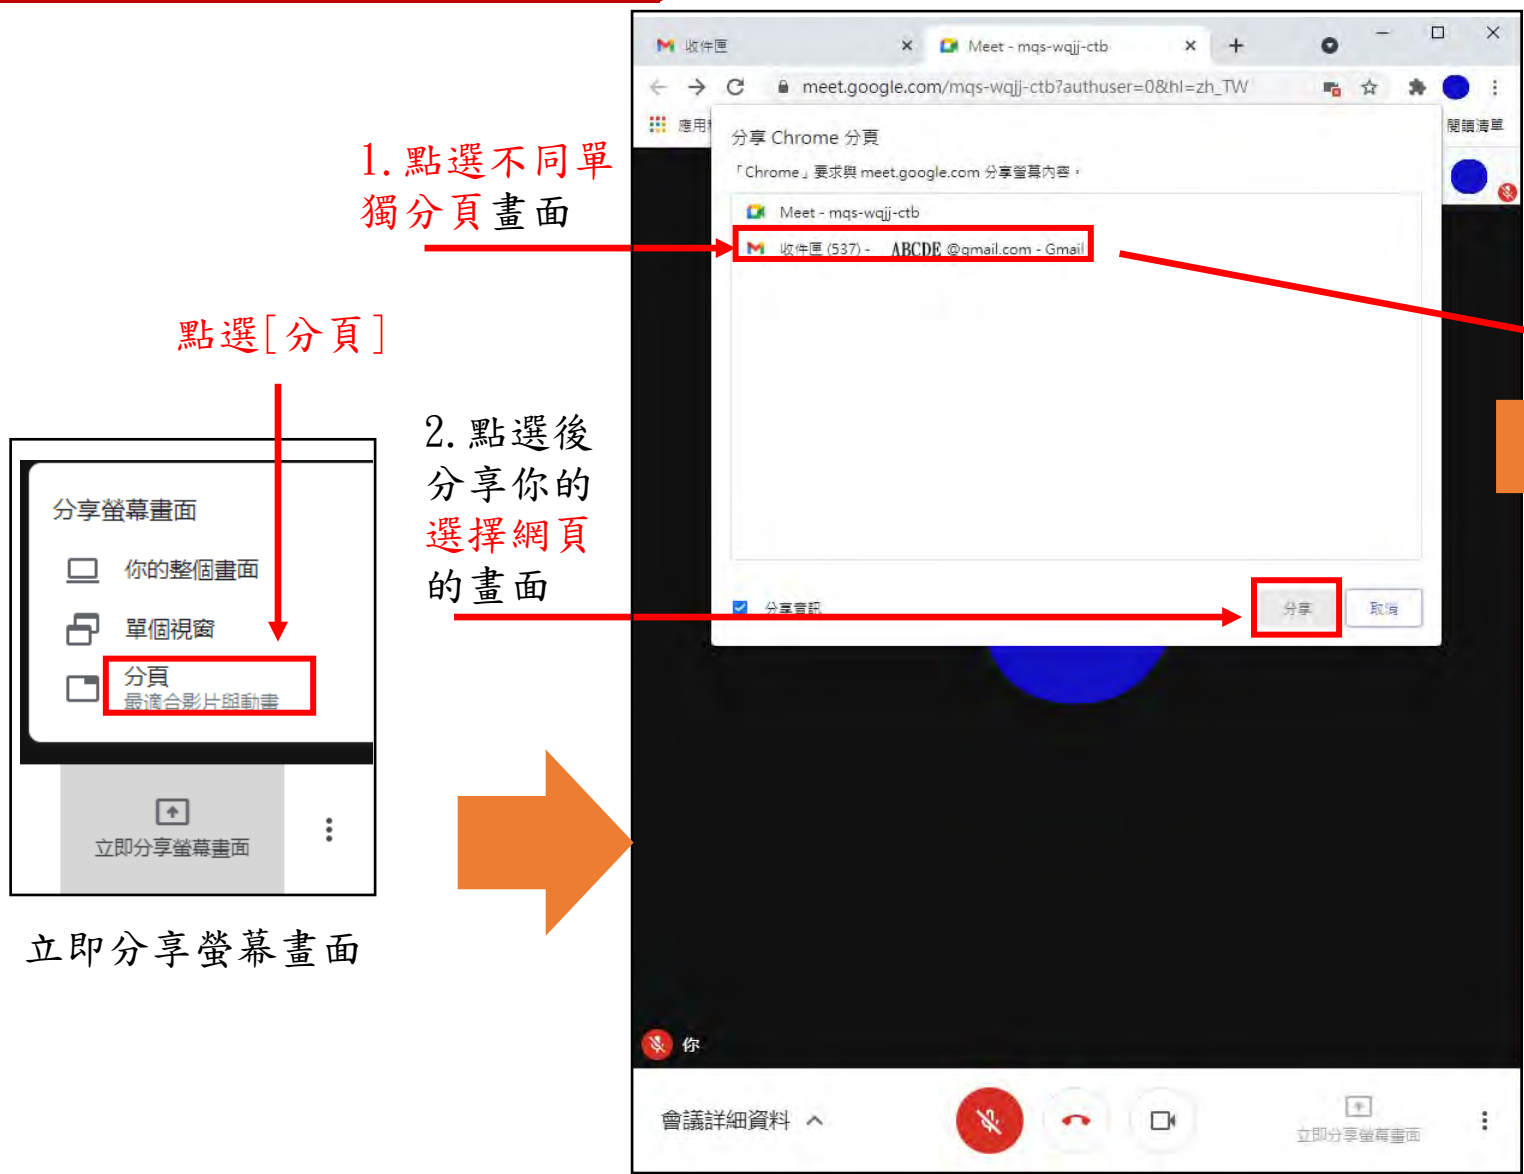 點選[分頁]
分享螢幕畫面
你的整個畫面
單個視窗
分頁
最適合影片與動畫
立即分享螢幕畫面
立即分享螢幕畫面
1.點選不同單
獨分頁畫面
2.點選後
分享你的
選擇網頁
的畫面
收件匣
Meet - mqs-wqjj-ctb
meet.google.com/mqs-wqjj-ctb?authuser=0&hl=zh_TW
應用
閱讀清單
分享 Chrome 分頁
「Chrome」要求與 meet.google.com 分享螢幕內容。
Meet - mqs-wqjj-ctb
收件匣 (537) - ABCDE @gmail.com - Gmail
分享音訊
分享
取消
你
會議詳細資料
立即分享螢幕畫面